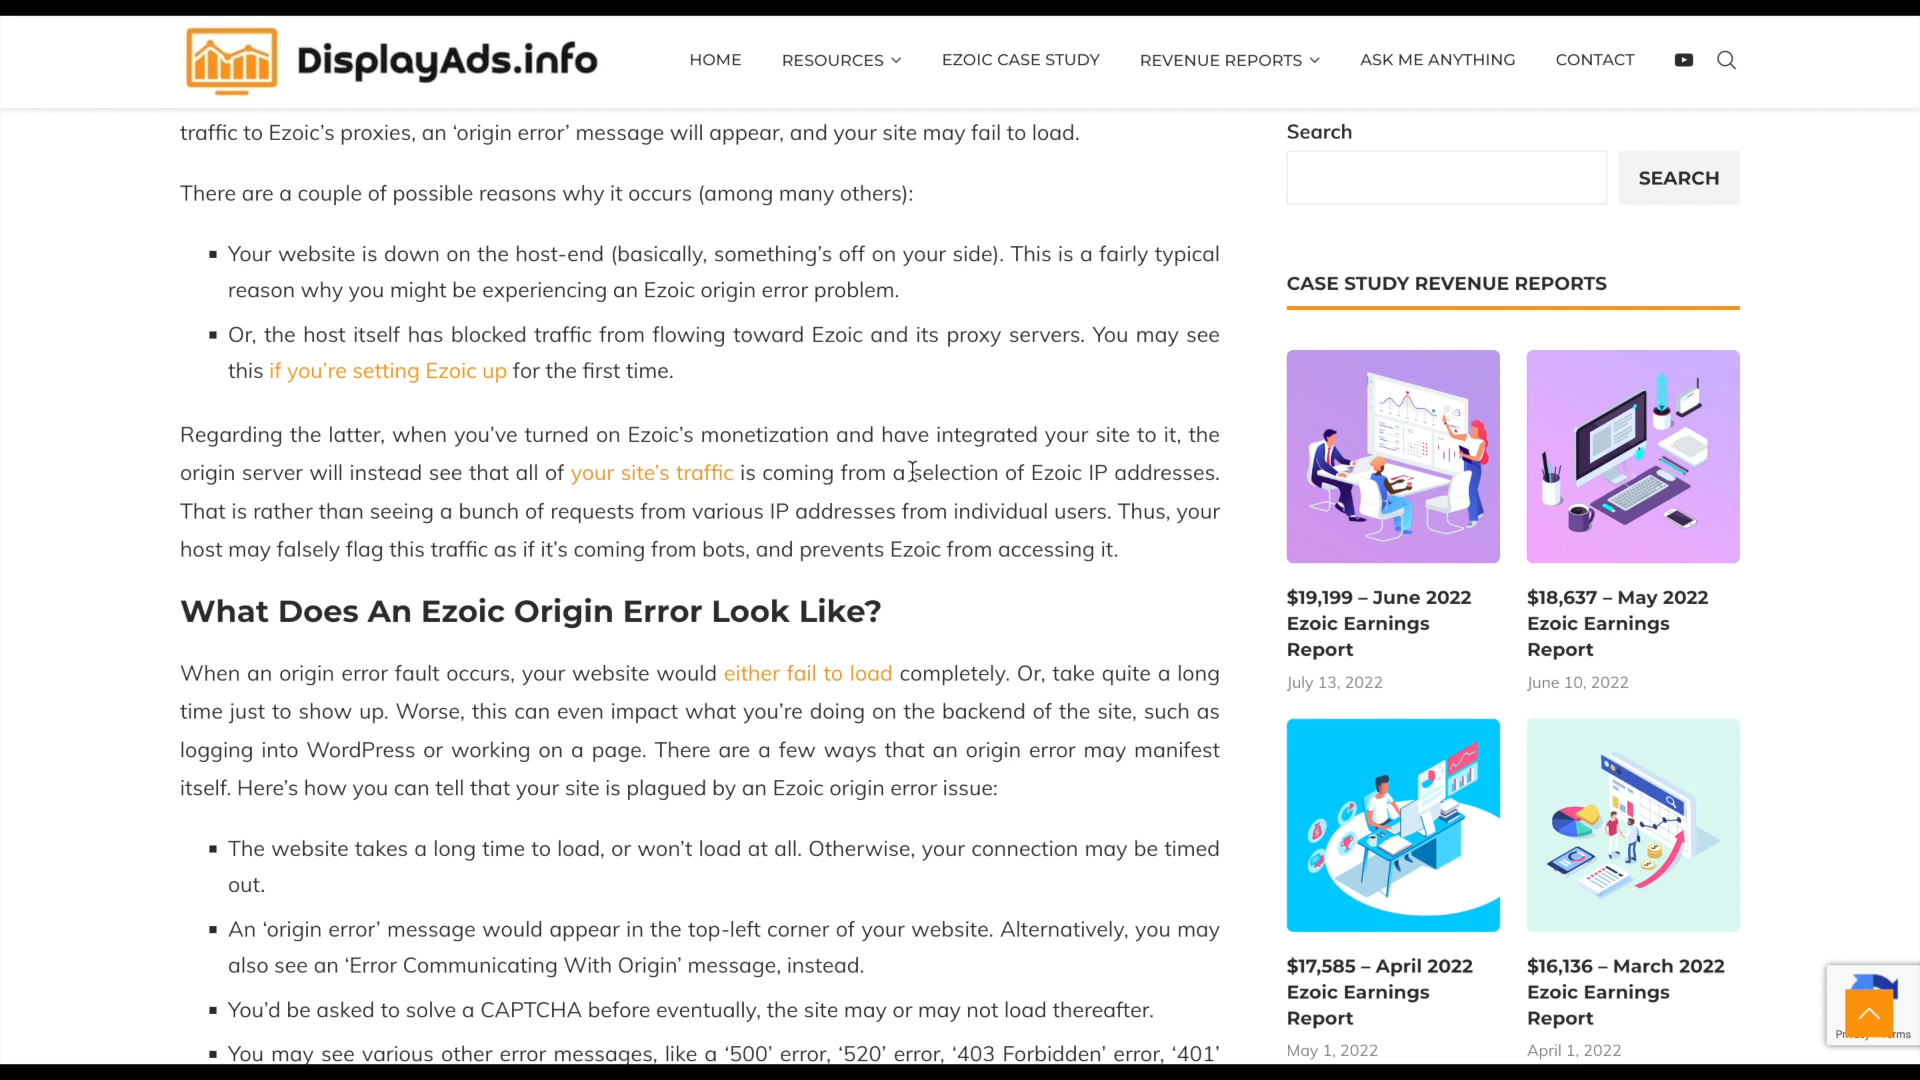 DisplayAds.info
HOME
RESOURCES
EZOIC CASE STUDY
REVENUE REPORTS
ASK ME ANYTHING
CONTACT
traffic to Ezoic’s proxies, an ‘origin error’ message will appear, and your site may fail to load.
There are a couple of possible reasons why it occurs (among many others):
Your website is down on the host-end (basically, something’s off on your side). This is a fairly typical
reason why you might be experiencing an Ezoic origin error problem.
Or, the host itself has blocked traffic from flowing toward Ezoic and its proxy servers. You may see
this if you’re setting Ezoic up for the first time.
Regarding the latter, when you’ve turned on Ezoic’s monetization and have integrated your site to it, the
origin server will instead see that all of your site’s traffic is coming from a selection of Ezoic IP addresses.
That is rather than seeing a bunch of requests from various IP addresses from individual users. Thus, your
host may falsely flag this traffic as if it’s coming from bots, and prevents Ezoic from accessing it.
What Does An Ezoic Origin Error Look Like?
When an origin error fault occurs, your website would either fail to load completely. Or, take quite a long
time just to show up. Worse, this can even impact what you’re doing on the backend of the site, such as
logging into WordPress or working on a page. There are a few ways that an origin error may manifest
itself. Here’s how you can tell that your site is plagued by an Ezoic origin error issue:
The website takes a long time to load, or won’t load at all. Otherwise, your connection may be timed
out.
An ‘origin error’ message would appear in the top-left corner of your website. Alternatively, you may
also see an ‘Error Communicating With Origin’ message, instead.
You’d be asked to solve a CAPTCHA before eventually, the site may or may not load thereafter.
You may see various other error messages, like a ‘500’ error, ‘520’ error, ‘403 Forbidden’ error, ‘401’
Search
SEARCH
CASE STUDY REVENUE REPORTS
$19,199 – June 2022
Ezoic Earnings
Report
July 13, 2022
$18,637 – May 2022
Ezoic Earnings
Report
June 10, 2022
$17,585 – April 2022
Ezoic Earnings
Report
May 1, 2022
$16,136 – March 2022
Ezoic Earnings
Report
April 1, 2022